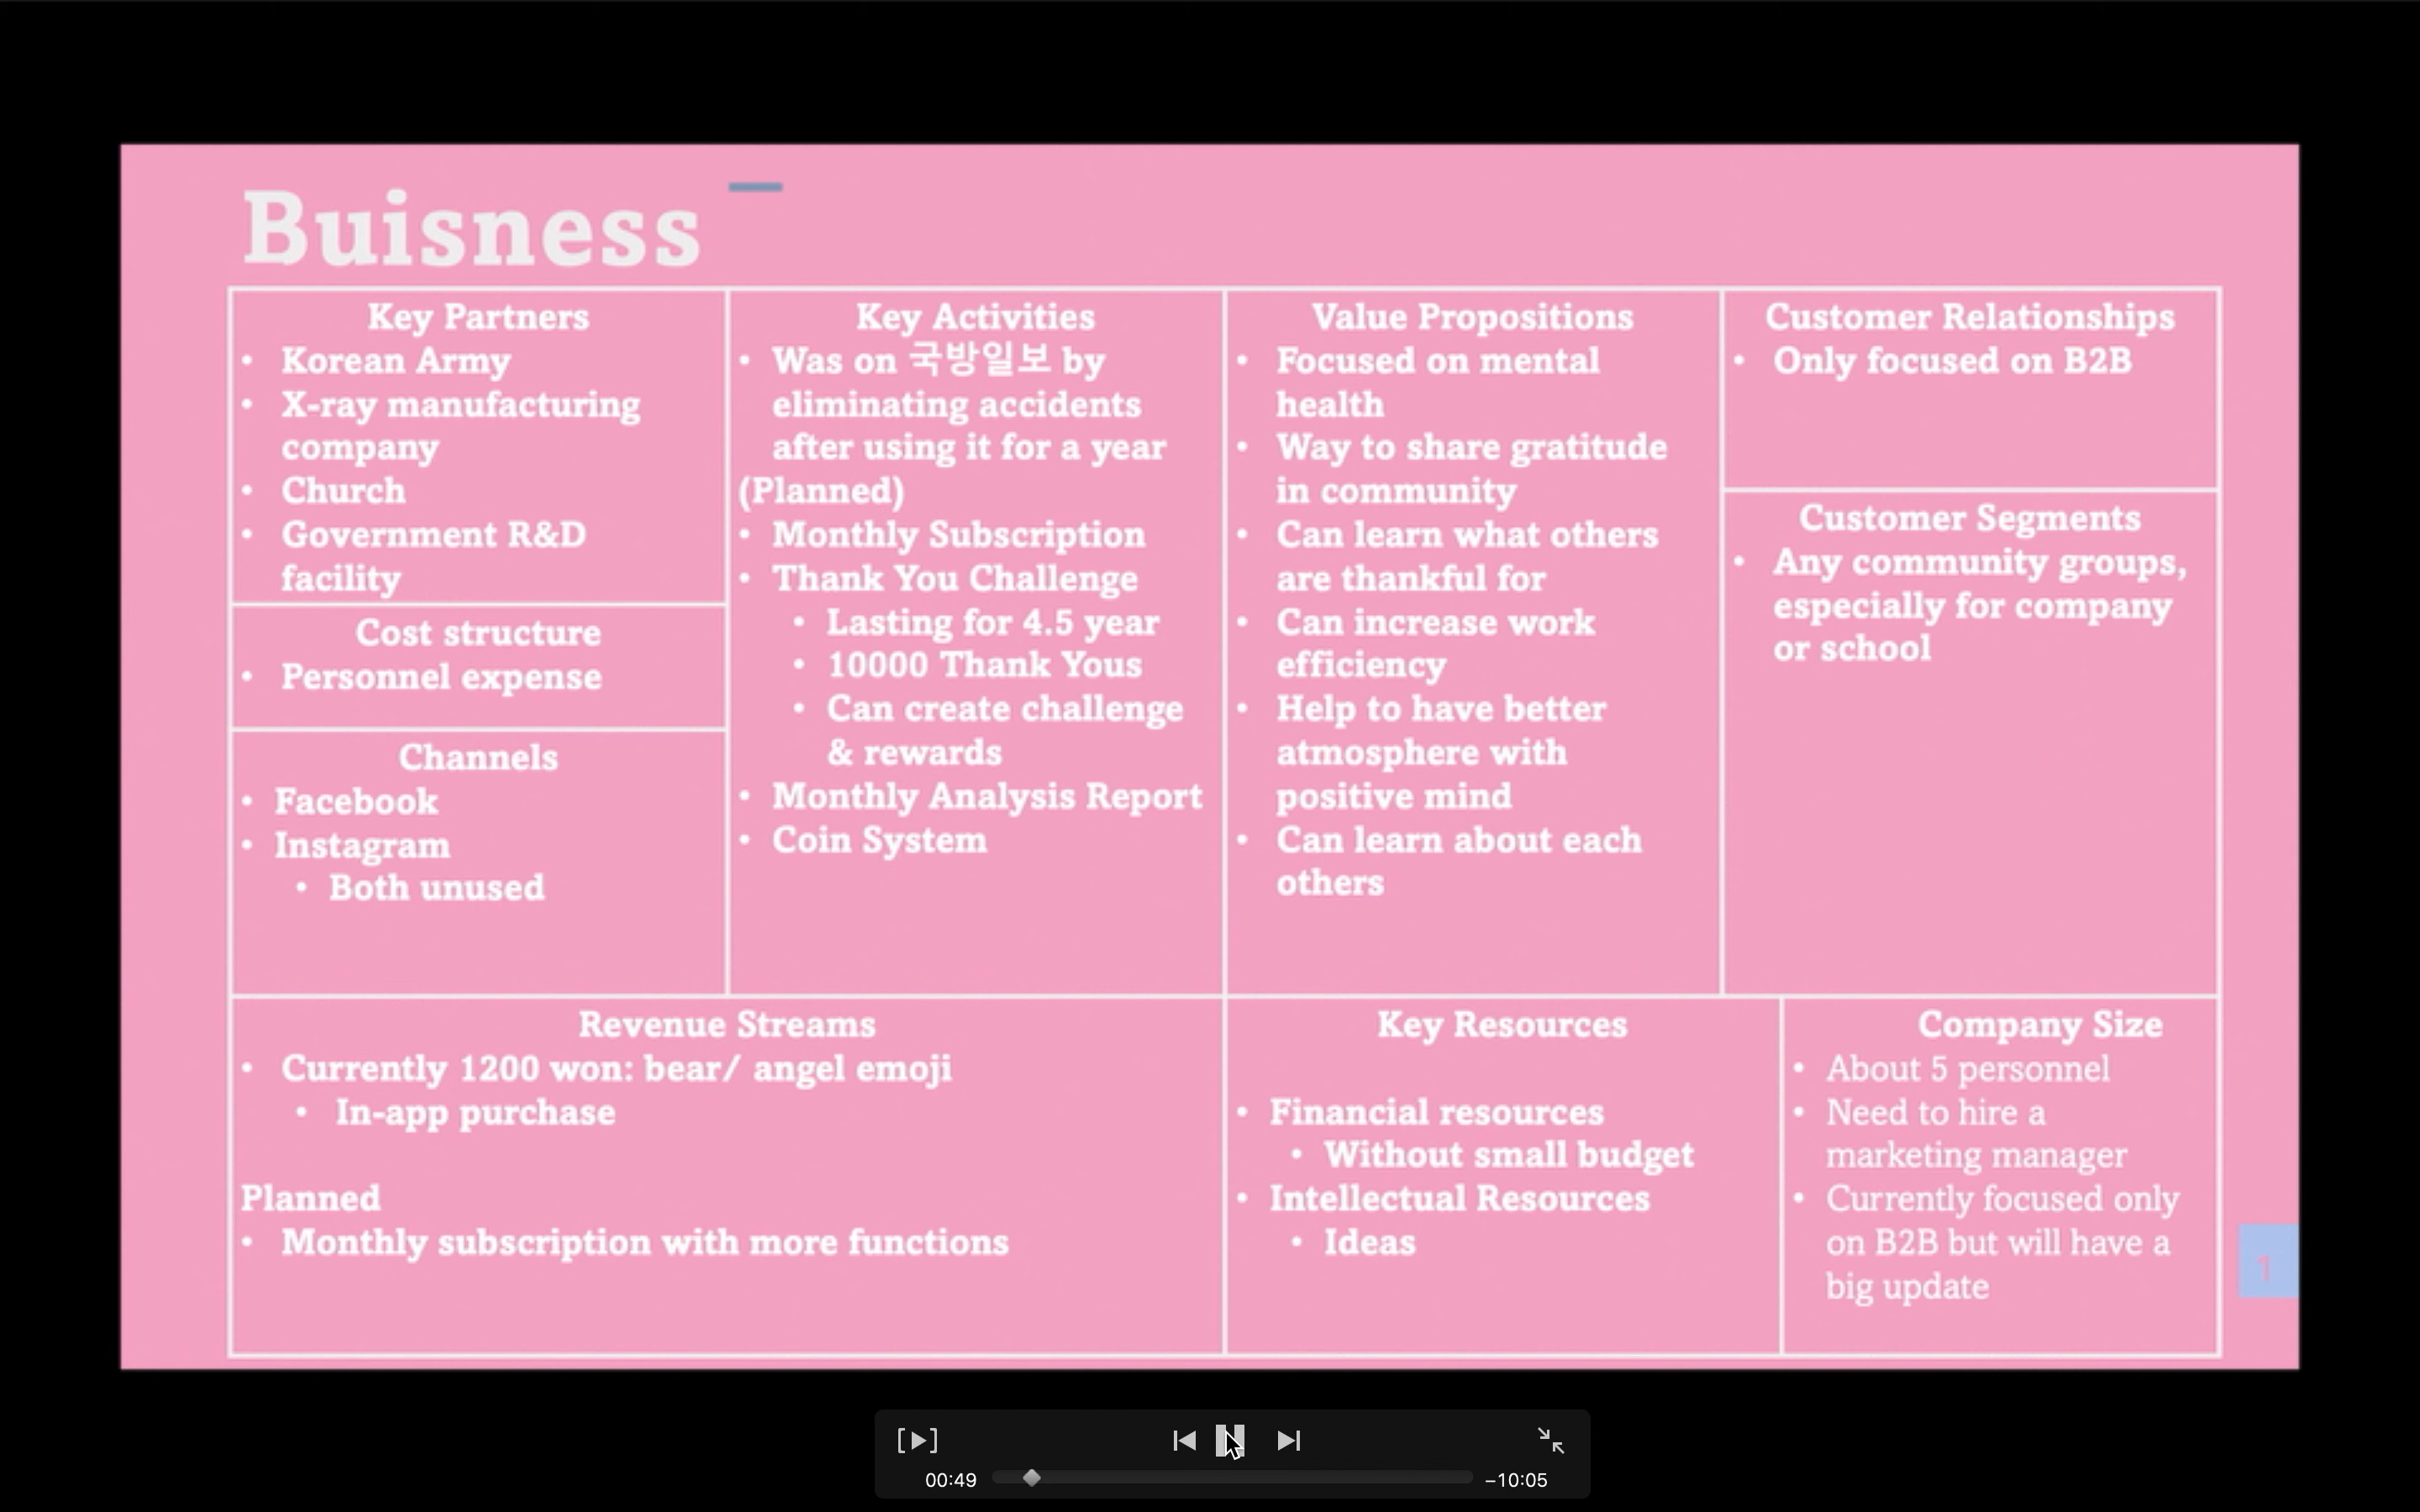 Buisness
Key Partners
• Korean Army
• X-ray manufacturing
company
• Church
• Government R&D
facility
Cost structure
• Personnel expense
Channels
• Facebook
• Instagram
• Both unused
Key Activities
• Was on 국방일보 by
eliminating accidents
after using it for a year
(Planned)
• Monthly Subscription
• Thank You Challenge
• Lasting for 4.5 year
• 10000 Thank Yous
• Can create challenge
& rewards
• Monthly Analysis Report
• Coin System
Value Propositions
• Focused on mental
health
• Way to share gratitude
in community
• Can learn what others
are thankful for
• Can increase work
efficiency
• Help to have better
atmosphere with
positive mind
• Can learn about each
others
Customer Relationships
• Only focused on B2B
Customer Segments
• Any community groups,
especially for company
or school
Revenue Streams
• Currently 1200 won: bear/ angel emoji
• In-app purchase
Planned
• Monthly subscription with more functions
Key Resources
• Financial resources
• Without small budget
• Intellectual Resources
• Ideas
Company Size
• About 5 personnel
• Need to hire a
marketing manager
• Currently focused only
on B2B but will have a
big update
1
00:49
−10:05